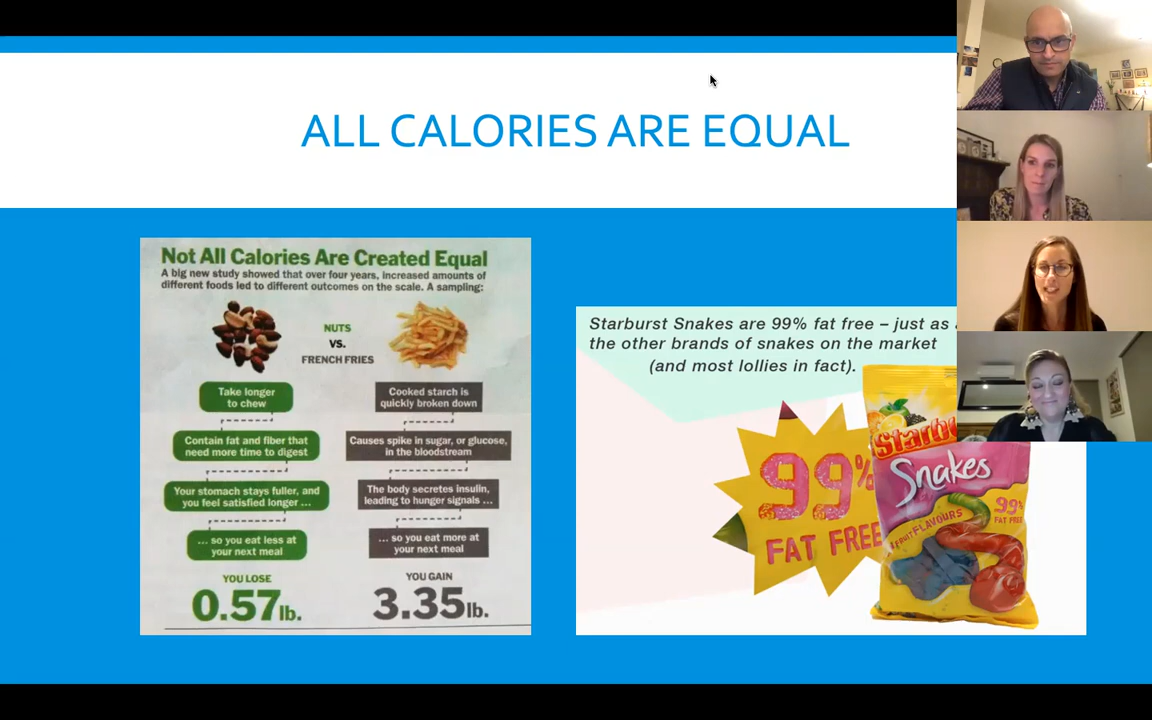 ALL CALORIES ARE EQUAL
Not All Calories Are Created Equal
A big new study showed that over four years, increased amounts of
different foods led to different outcomes on the scale. A sampling:
NUTS
VS.
FRENCH FRIES
Take longer
to chew
Contain fat and fiber that
need more time to digest
Your stomach stays fuller, and
you feel satisfied longer ...
... so you eat less at
your next meal
YOU LOSE
0.57lb.
Cooked starch is
quickly broken down
Causes spike in sugar, or glucose,
in the bloodstream
The body secretes insulin,
leading to hunger signals ...
... so you eat more at
your next meal
YOU GAIN
3.35lb.
Starburst Snakes are 99% fat free – just as
the other brands of snakes on the market
(and most lollies in fact).
99%
FAT FREE
Snakes
FRUIT FLAVOURS
99%
FAT FREE